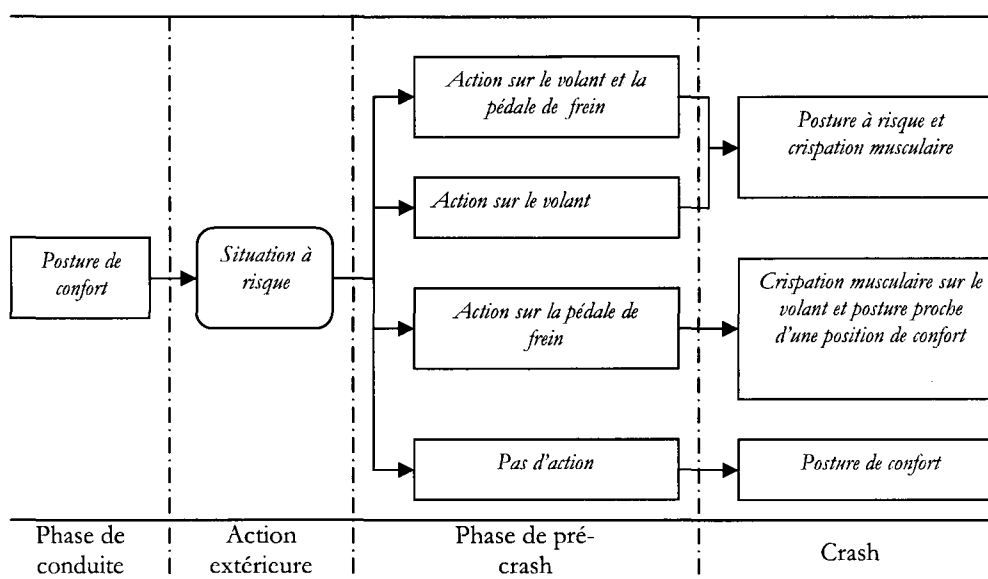 Posture de
confort
Situation à
risque
Action sur le volant et la
pédale de frein
Action sur le volant
Action sur la pédale de
frein
Pas d'action
Posture à risque et
crispation musculaire
Crispation musculaire sur le
volant et posture proche
d'une position de confort
Posture de confort
Phase de
conduite
Action
extérieure
Phase de pré-
crash
Crash